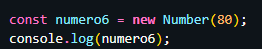 const numero6 = new Number(80);
console.log(numero6);